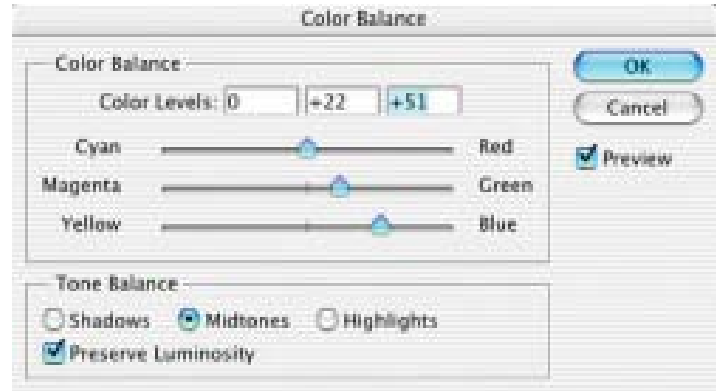 Color Balance
Color Balance
OK
Color Levels: 0 +22 +51
Cancel
Cyan Red
Preview
Magenta Green
Yellow Blue
Tone Balance
Shadows Midtones Highlights
Preserve Luminosity